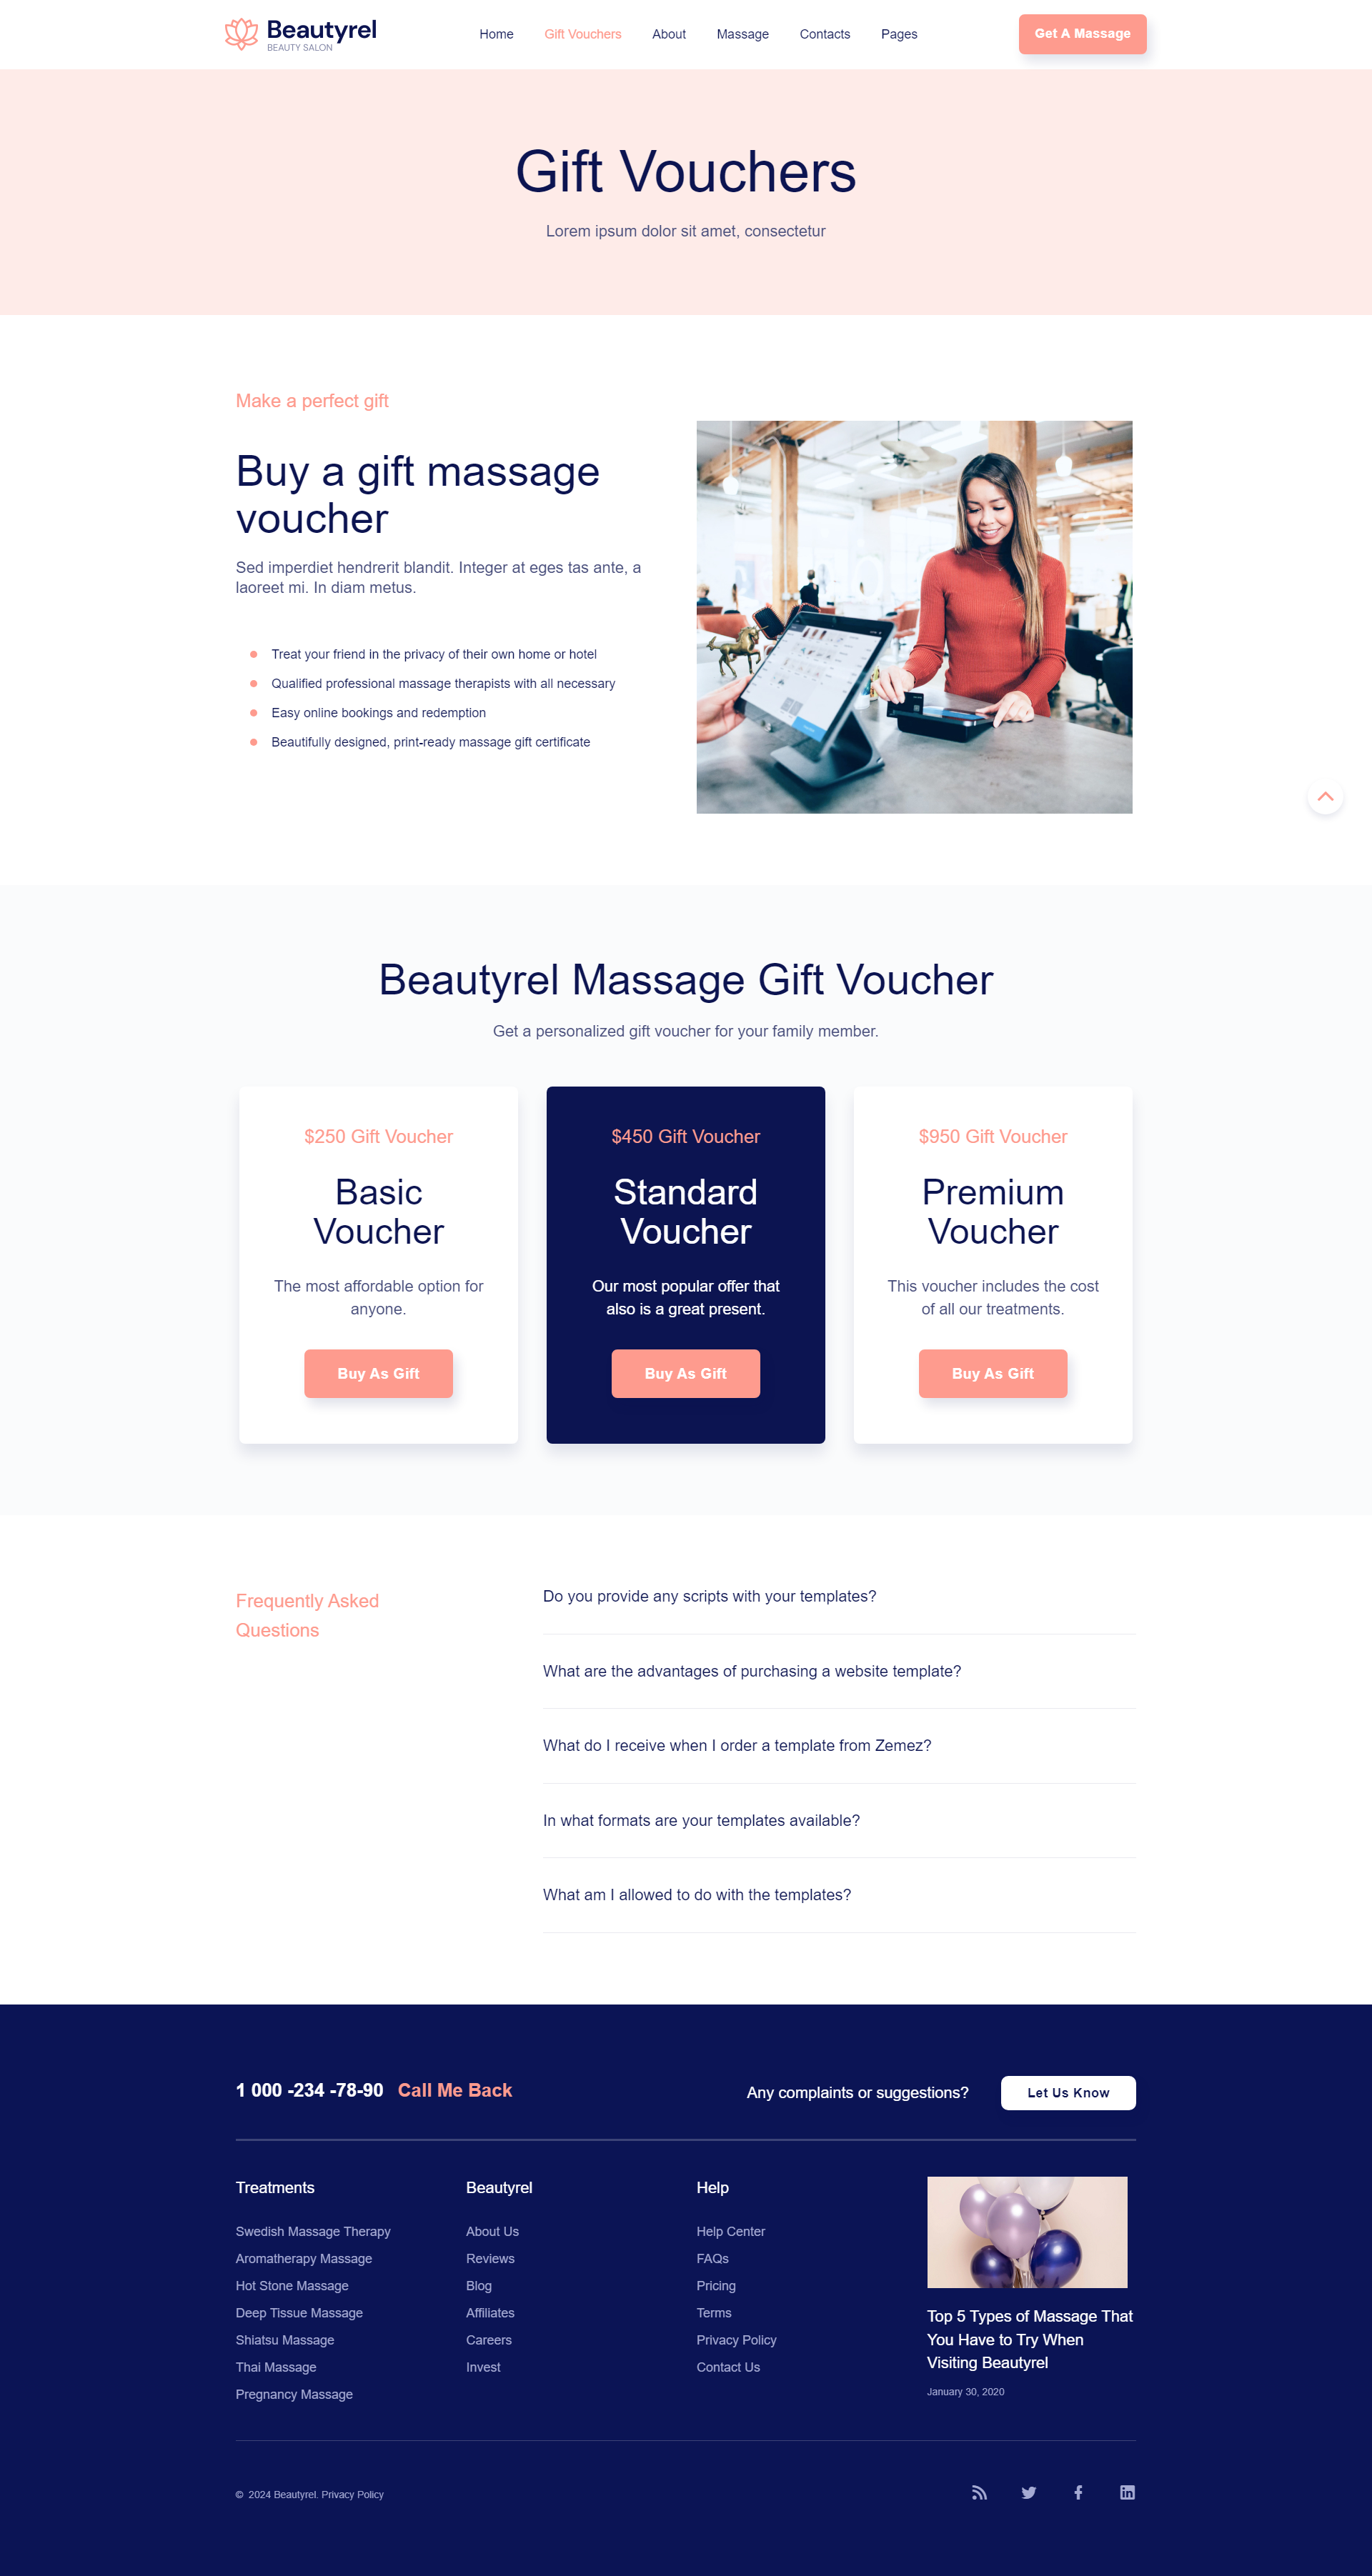 Beautyrel
BEAUTY SALON
Home
Gift Vouchers
About
Massage
Contacts
Pages
Get A Massage
Gift Vouchers
Lorem ipsum dolor sit amet, consectetur
Make a perfect gift
Buy a gift massage
voucher
Sed imperdiet hendrerit blandit. Integer at eges tas ante, a
laoreet mi. In diam metus.
Treat your friend in the privacy of their own home or hotel
Qualified professional massage therapists with all necessary
Easy online bookings and redemption
Beautifully designed, print-ready massage gift certificate
Beautyrel Massage Gift Voucher
Get a personalized gift voucher for your family member.
$250 Gift Voucher
Basic
Voucher
The most affordable option for
anyone.
Buy As Gift
$450 Gift Voucher
Standard
Voucher
Our most popular offer that
also is a great present.
Buy As Gift
$950 Gift Voucher
Premium
Voucher
This voucher includes the cost
of all our treatments.
Buy As Gift
Frequently Asked
Questions
Do you provide any scripts with your templates?
What are the advantages of purchasing a website template?
What do I receive when I order a template from Zemez?
In what formats are your templates available?
What am I allowed to do with the templates?
1 000 -234 -78-90 Call Me Back
Any complaints or suggestions?
Let Us Know
Treatments
Swedish Massage Therapy
Aromatherapy Massage
Hot Stone Massage
Deep Tissue Massage
Shiatsu Massage
Thai Massage
Pregnancy Massage
Beautyrel
About Us
Reviews
Blog
Affiliates
Careers
Invest
Help
Help Center
FAQs
Pricing
Terms
Privacy Policy
Contact Us
Top 5 Types of Massage That
You Have to Try When
Visiting Beautyrel
January 30, 2020
© 2024 Beautyrel. Privacy Policy